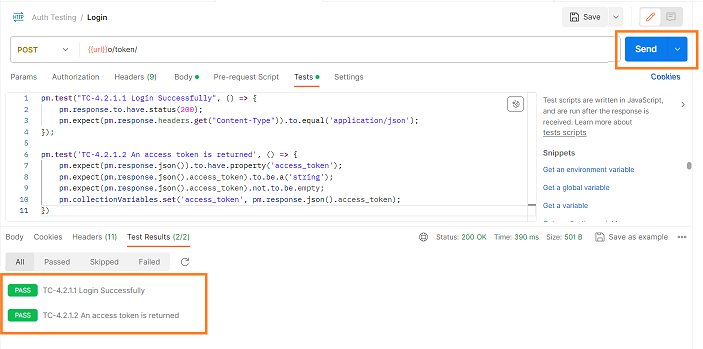 HTTP Auth Testing / Login Save
POST {{url}}o/token/ Send
Params Authorization Headers (9) Body Pre-request Script Tests Settings Cookies
1 pm.test("TC-4.2.1.1 Login Successfully", () => {
2 pm.response.to.have.status(200);
3 pm.expect(pm.response.headers.get("Content-Type")).to.equal('application/json');
4 });
5
6 pm.test('TC-4.2.1.2 An access token is returned', () => {
7 pm.expect(pm.response.json()).to.have.property('access_token');
8 pm.expect(pm.response.json().access_token).to.be.a('string');
9 pm.expect(pm.response.json().access_token).not.to.be.empty;
10 pm.collectionVariables.set('access_token', pm.response.json().access_token);
11 })
Test scripts are written in JavaScript,
and are run after the response is
received. Learn more about
tests scripts
Snippets
Get an environment variable
Get a global variable
Get a variable
Body Cookies Headers (11) Test Results (2/2) Status: 200 OK Time: 390 ms Size: 501 B Save as example
All Passed Skipped Failed
PASS TC-4.2.1.1 Login Successfully
PASS TC-4.2.1.2 An access token is returned